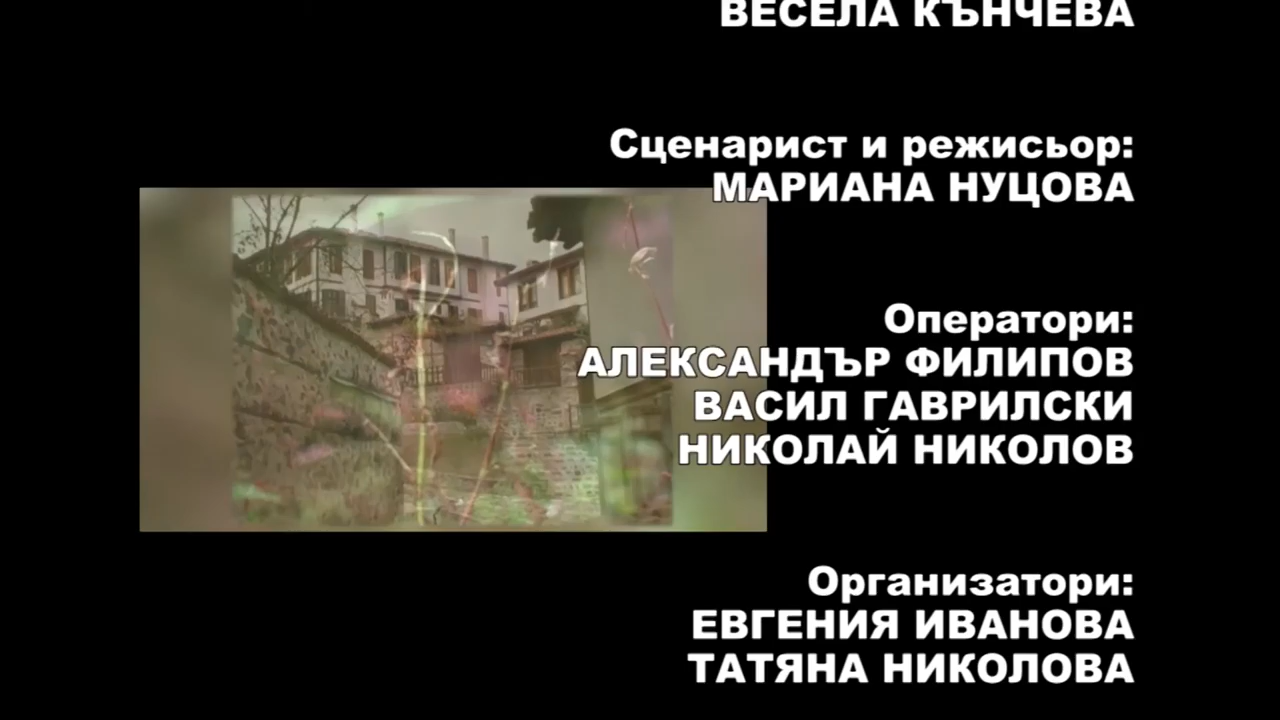 ВЕСЕЛА КЪНЧЕВА
Сценарист и режисьор:
МАРИАНА НУЦОВА
Оператори:
АЛЕКСАНДЪР ФИЛИПОВ
ВАСИЛ ГАВРИЛСКИ
НИКОЛАЙ НИКОЛОВ
Организатори:
ЕВГЕНИЯ ИВАНОВА
ТАТЯНА НИКОЛОВА